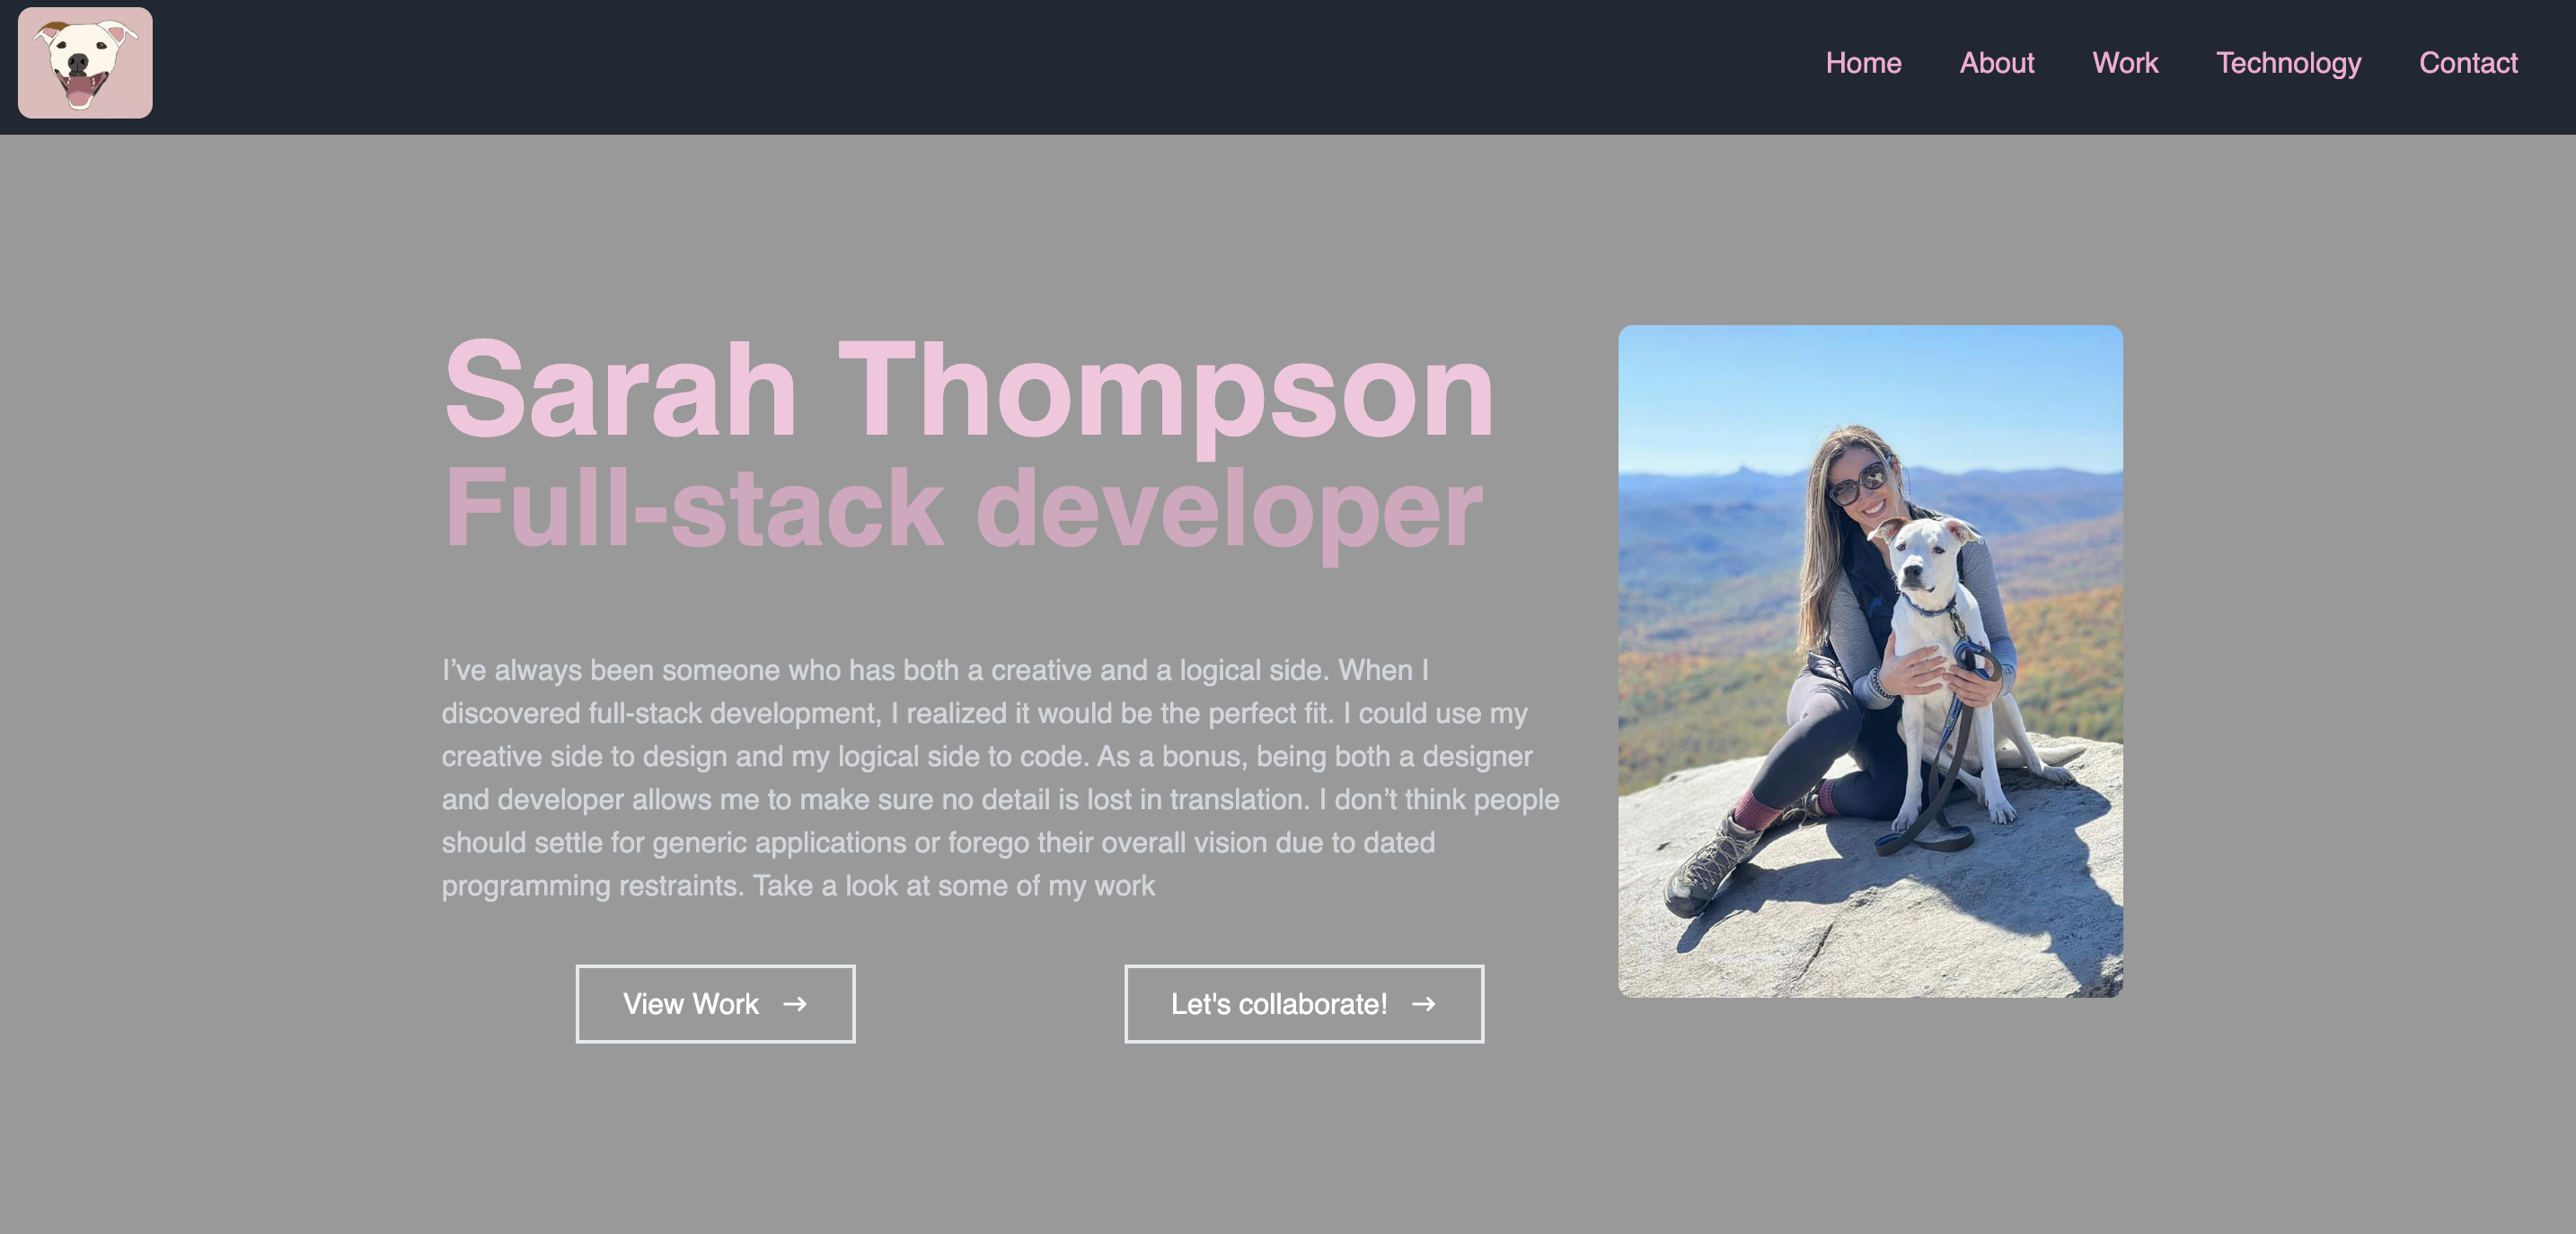 Home About Work Technology Contact
Sarah Thompson
Full-stack developer
I’ve always been someone who has both a creative and a logical side. When I
discovered full-stack development, I realized it would be the perfect fit. I could use my
creative side to design and my logical side to code. As a bonus, being both a designer
and developer allows me to make sure no detail is lost in translation. I don’t think people
should settle for generic applications or forego their overall vision due to dated
programming restraints. Take a look at some of my work
View Work →
Let's collaborate! →